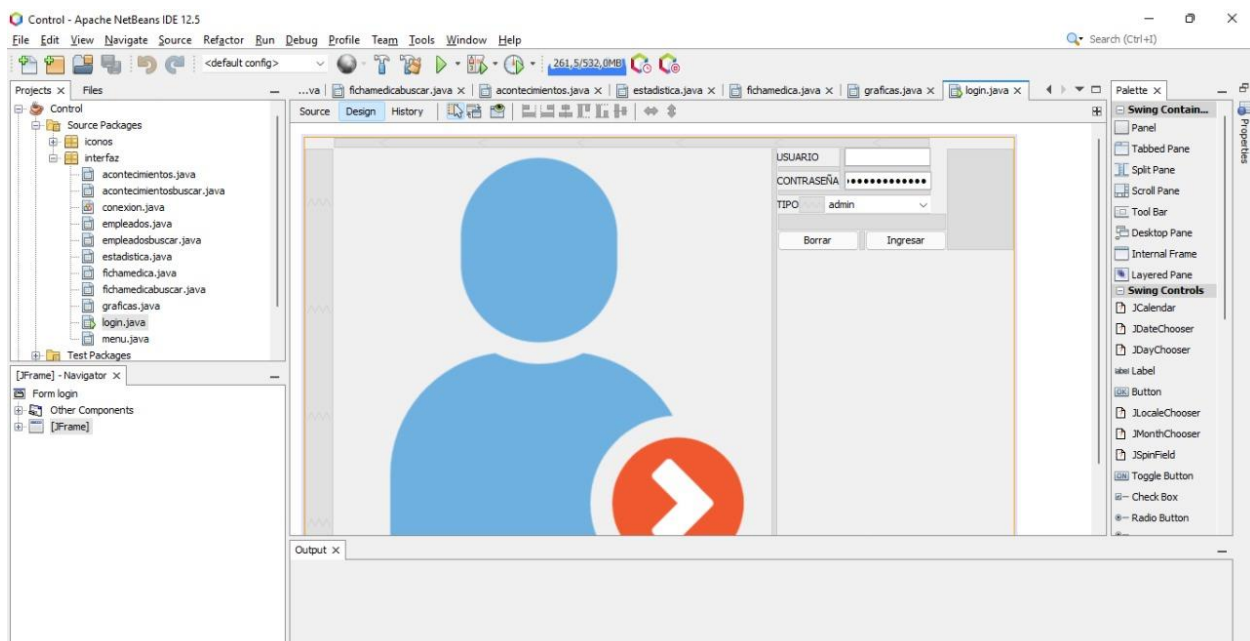 Control - Apache NetBeans IDE 12.5
File Edit View Navigate Source Refactor Run Debug Profile Team Tools Window Help
Search (Ctrl+I)
<default config>
261,5/532,0MB
Projects
Files
Control
Source Packages
iconos
interfaz
acontecimientos.java
acontecimientosbuscar.java
conexion.java
empleados.java
empleadosbuscar.java
estadistica.java
fichamedica.java
fichamedicabuscar.java
graficas.java
login.java
menu.java
Test Packages
[JFrame] - Navigator
Form login
Other Components
[JFrame]
...va fichamedicabuscar.java acontecimientos.java estadistica.java fichamedica.java graficas.java login.java
Source Design History
USUARIO
CONTRASEÑA
TIPO admin
Borrar Ingresar
Output
Palette
Swing Contain...
Panel
Tabbed Pane
Split Pane
Scroll Pane
Tool Bar
Desktop Pane
Internal Frame
Layered Pane
Swing Controls
JCalendar
JDateChooser
JDayChooser
label Label
OK Button
JLocaleChooser
JMonthChooser
JSpinField
ON Toggle Button
Check Box
Radio Button
Properties